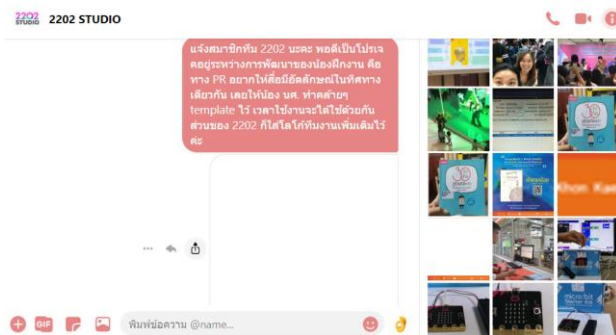 2202 STUDIO
2202 STUDIO
แจ้งสมาชิกทีม 2202 นะคะ พอดีเป็นโปรเจ
คอยู่ระหว่างการพัฒนาของน้องฝึกงาน คือ
ทาง PR อยากให้สื่อมีอัตลักษณ์ในทิศทาง
เดียวกัน เลยให้น้อง นศ. ทำคล้ายๆ
template ไว้ เวลาใช้งานจะได้ใช้ด้วยกัน
ส่วนของ 2202 ก็ใส่โลโก้ทีมงานเพิ่มเติมไว้
ค่ะ
Khon Kae
micro:bit
GIF
พิมพ์ข้อความ @name...